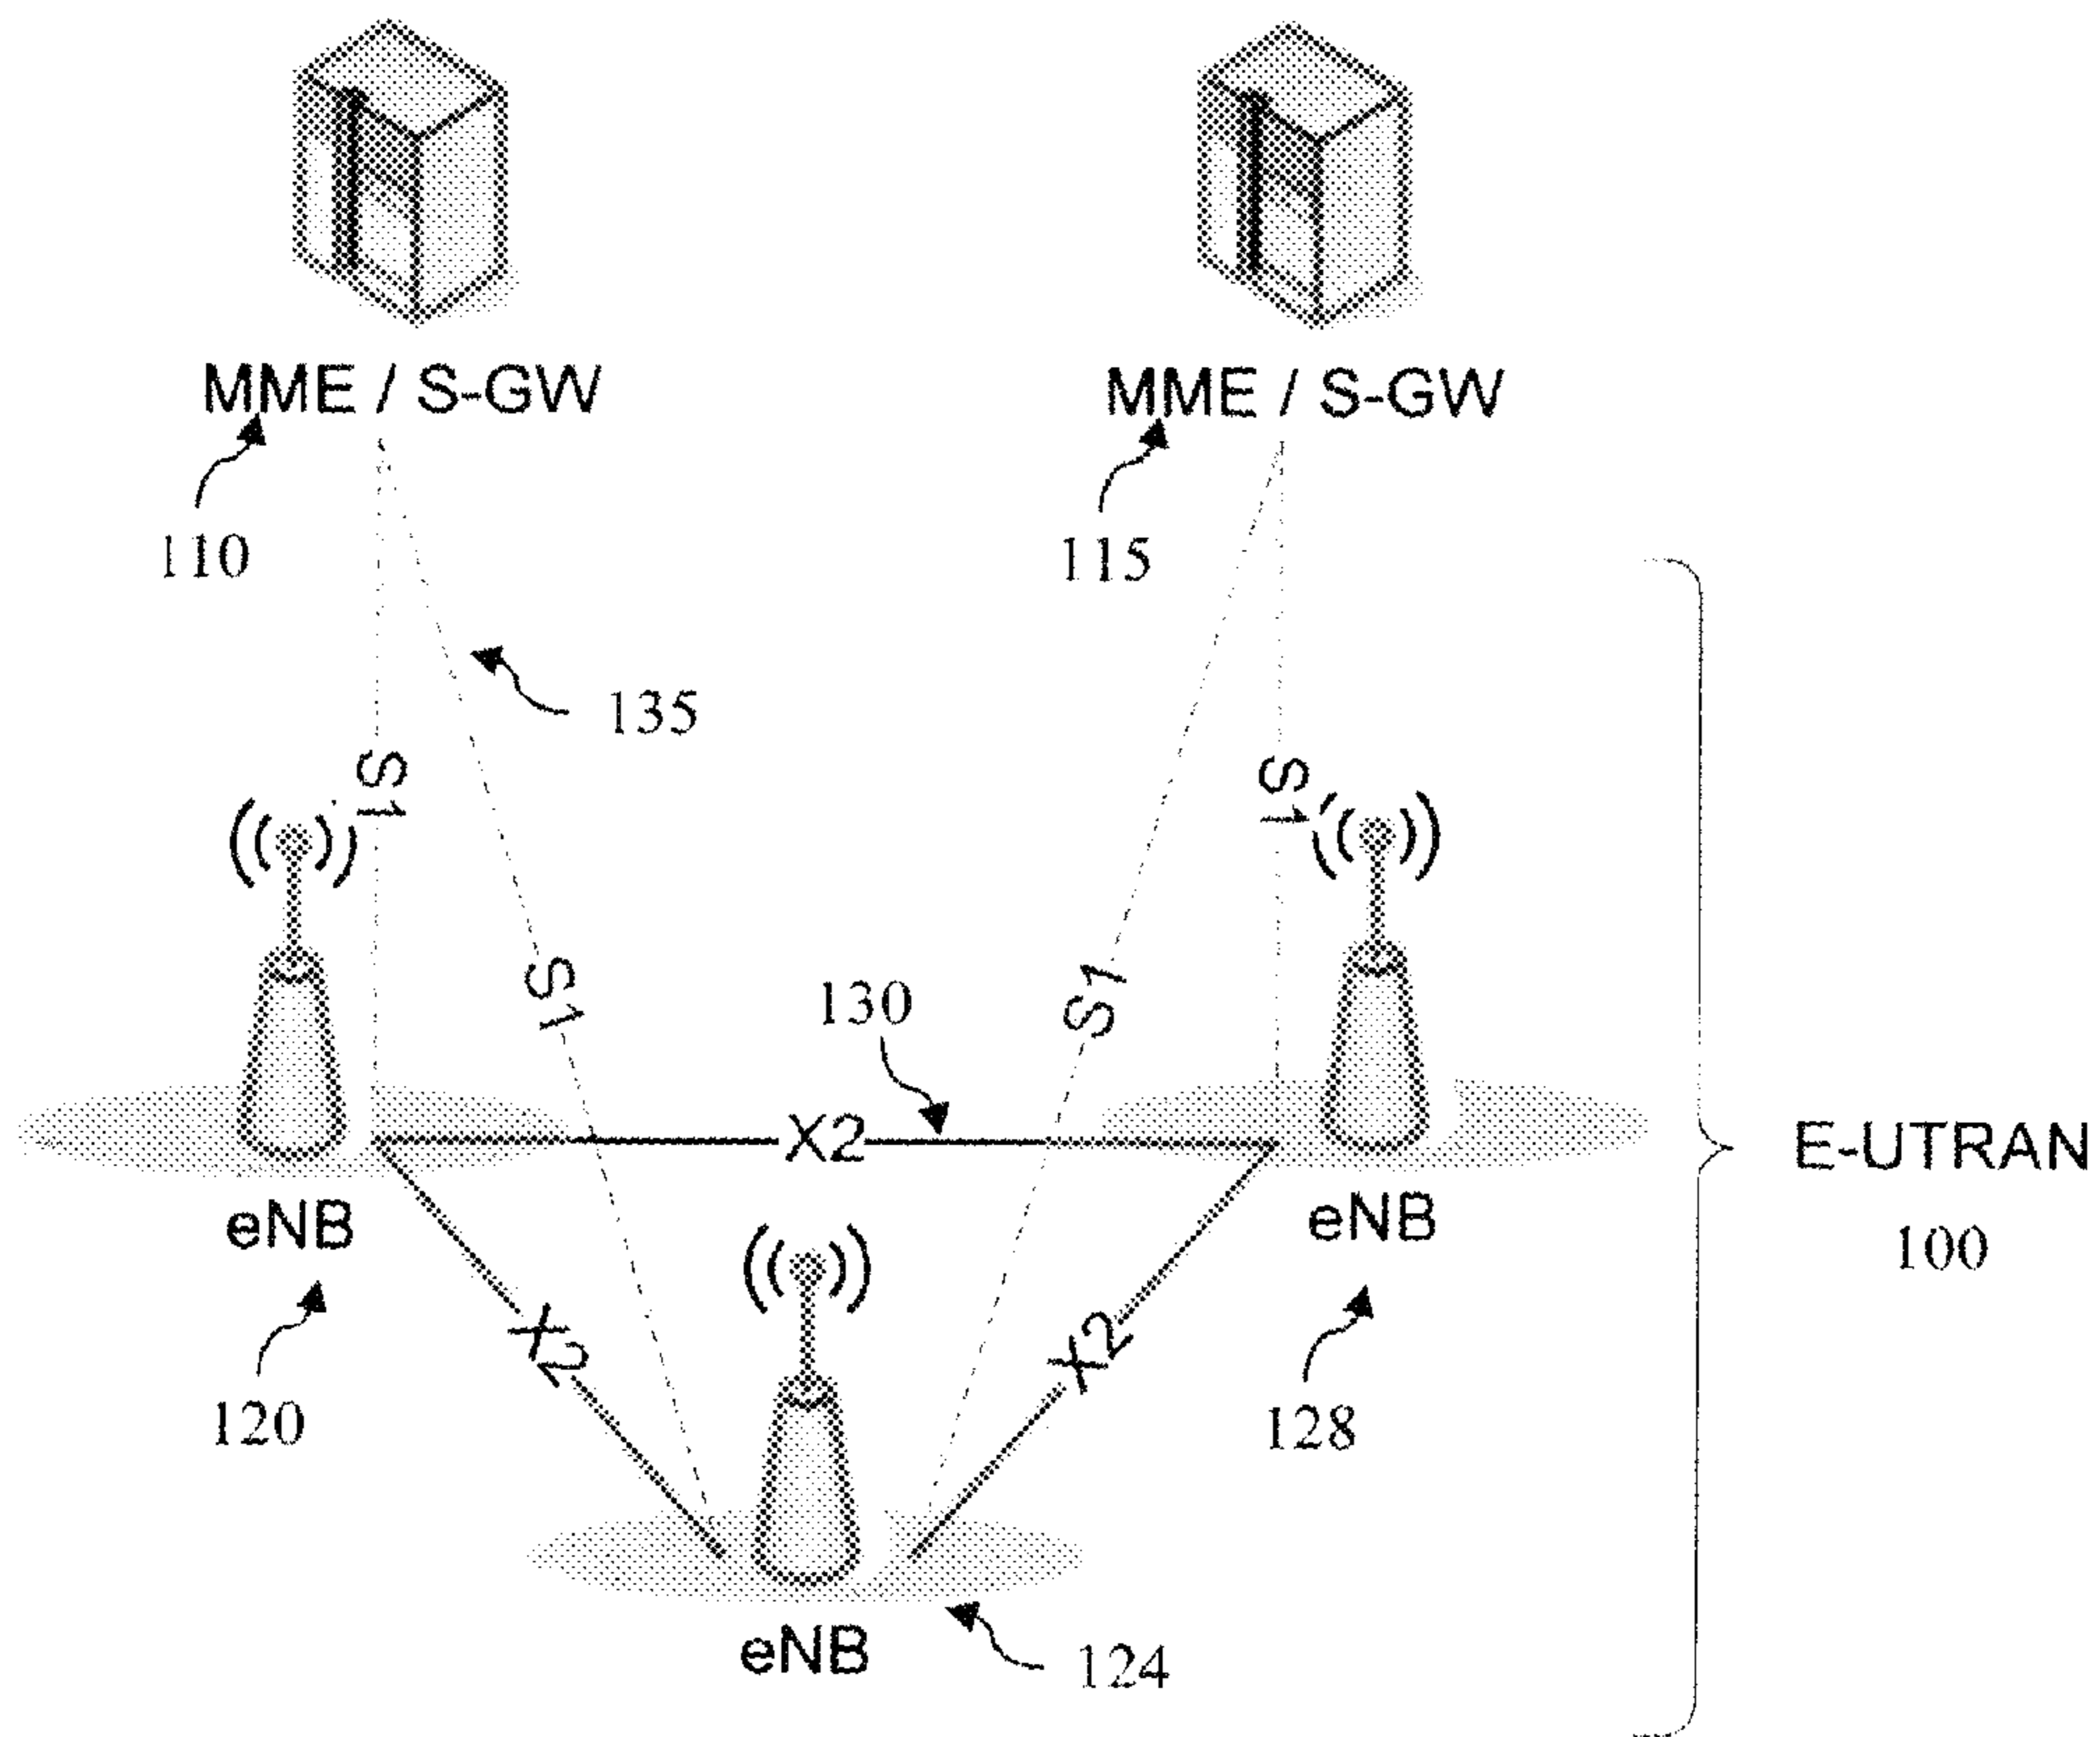 MME / S-GW
MME / S-GW
110
115
135
S1
S1
S1
S1
130
X2
E-UTRAN
100
eNB
eNB
X2
X2
120
128
eNB
124